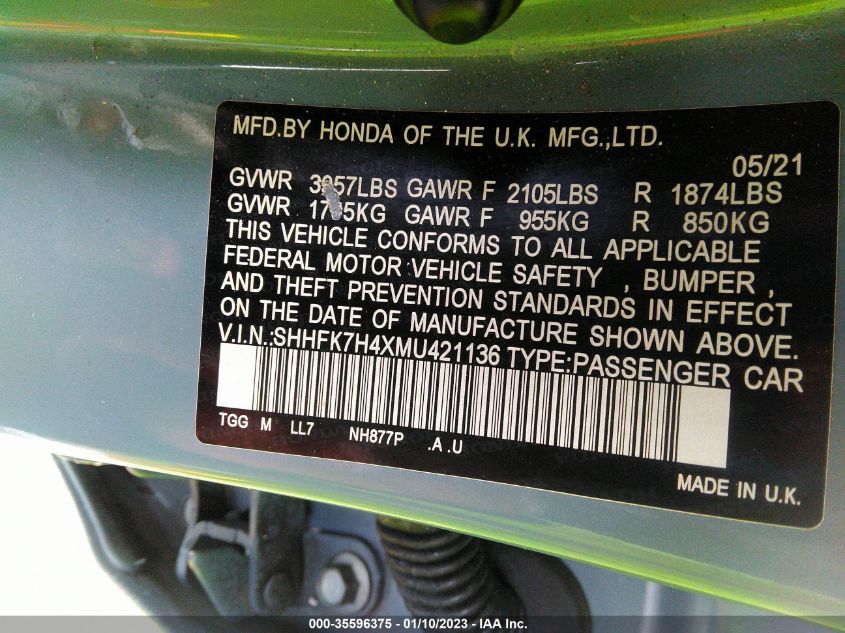 MFD.BY HONDA OF THE U.K. MFG.,LTD.
05/21
GVWR LBS GAWR F 2105LBS R 1874LBS
GVWR KG GAWR F 955KG R 850KG
THIS VEHICLE CONFORMS TO ALL APPLICABLE
FEDERAL MOTOR VEHICLE SAFETY , BUMPER ,
AND THEFT PREVENTION STANDARDS IN EFFECT
ON THE DATE OF MANUFACTURE SHOWN ABOVE.
V.I.N.:SHHFK7H4XMU421136 TYPE:PASSENGER CAR
TGG M LL7 NH877P .A .U
MADE IN U.K.
000-35596375 - 01/10/2023 - IAA Inc.